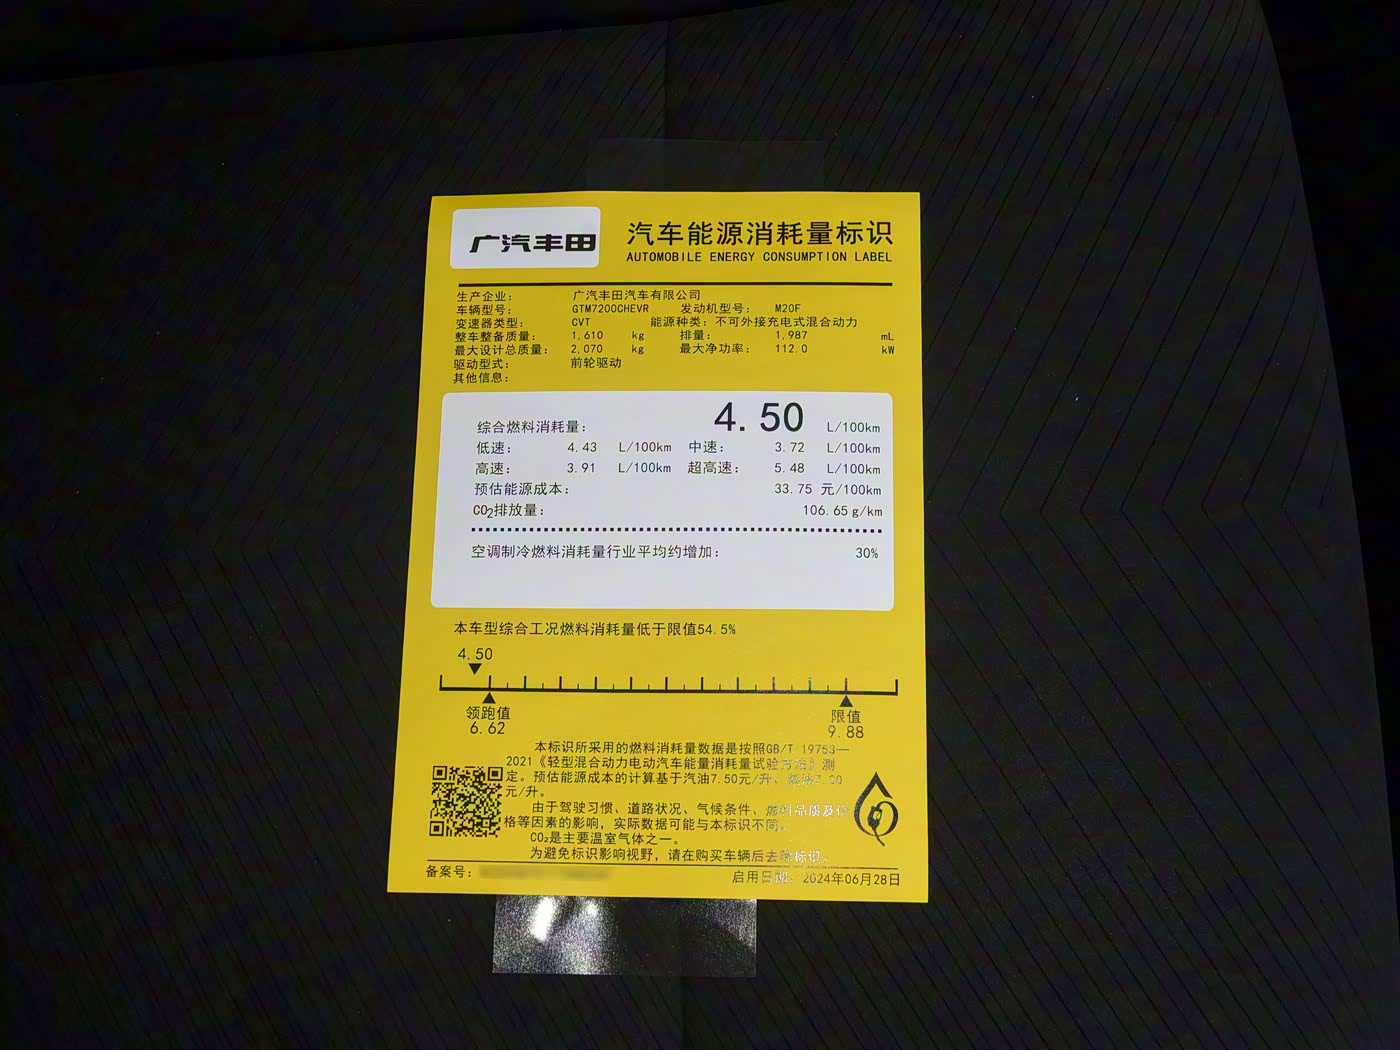 广汽丰田
汽车能源消耗量标识
AUTOMOBILE ENERGY CONSUMPTION LABEL
生产企业: 广汽丰田汽车有限公司
车辆型号: GTM7200CHEVR 发动机型号: M20F
变速器类型: CVT 能源种类: 不可外接充电式混合动力
整车整备质量: 1,610 kg 排量: 1,987 mL
最大设计总质量: 2,070 kg 最大净功率: 112.0 kW
驱动型式: 前轮驱动
其他信息:
综合燃料消耗量: 4.50 L/100km
低速: 4.43 L/100km 中速: 3.72 L/100km
高速: 3.91 L/100km 超高速: 5.48 L/100km
预估能源成本: 33.75 元/100km
CO2排放量: 106.65 g/km
空调制冷燃料消耗量行业平均约增加: 30%
本车型综合工况燃料消耗量低于限值54.5%
4.50
领跑值 限值
6.62 9.88
本标识所采用的燃料消耗量数据是按照GB/T 19753—
2021《轻型混合动力电动汽车能量消耗量试验方法》测
定。预估能源成本的计算基于汽油7.50元/升、
元/升。
由于驾驶习惯、道路状况、气候条件、燃料品质及价
格等因素的影响，实际数据可能与本标识不同。
CO₂是主要温室气体之一。
为避免标识影响视野，请在购买车辆后去除标识。
备案号: 启用日期: 2024年06月28日